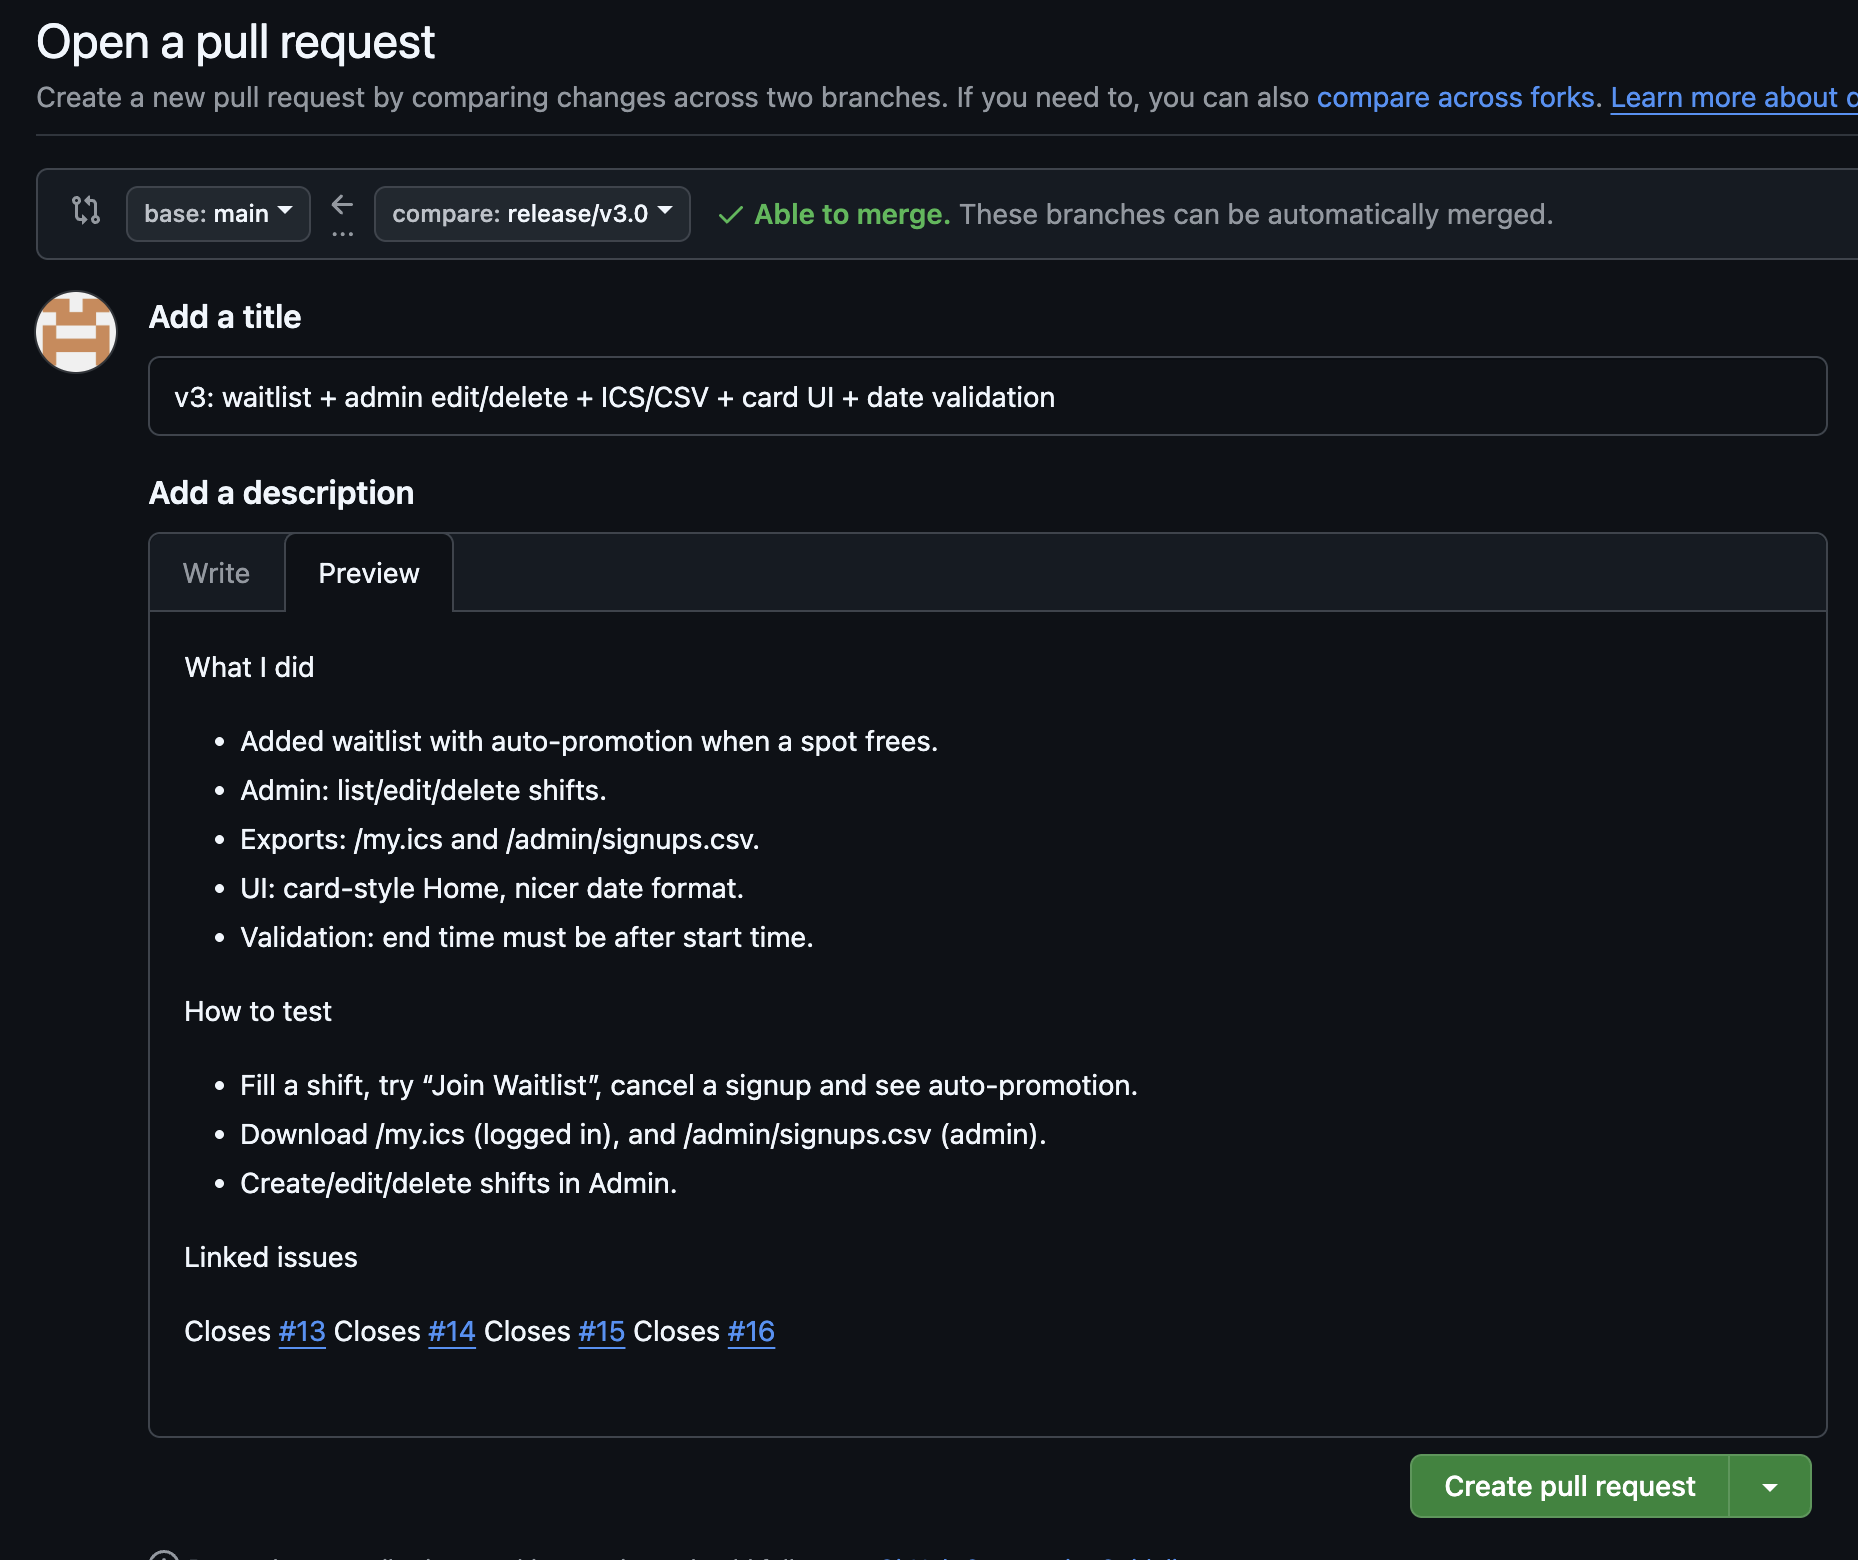 Open a pull request
Create a new pull request by comparing changes across two branches. If you need to, you can also compare across forks. Learn more about
base: main
compare: release/v3.0
Able to merge. These branches can be automatically merged.
Add a title
v3: waitlist + admin edit/delete + ICS/CSV + card UI + date validation
Add a description
Write
Preview
What I did
Added waitlist with auto-promotion when a spot frees.
Admin: list/edit/delete shifts.
Exports: /my.ics and /admin/signups.csv.
UI: card-style Home, nicer date format.
Validation: end time must be after start time.
How to test
Fill a shift, try “Join Waitlist”, cancel a signup and see auto-promotion.
Download /my.ics (logged in), and /admin/signups.csv (admin).
Create/edit/delete shifts in Admin.
Linked issues
Closes #13 Closes #14 Closes #15 Closes #16
Create pull request